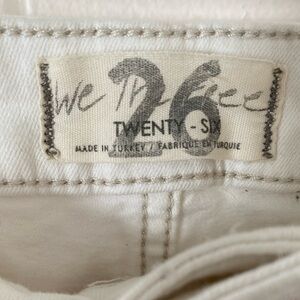 We The Free
26
TWENTY - SIX
MADE IN TURKEY / FABRIQUE EN TURQUIE